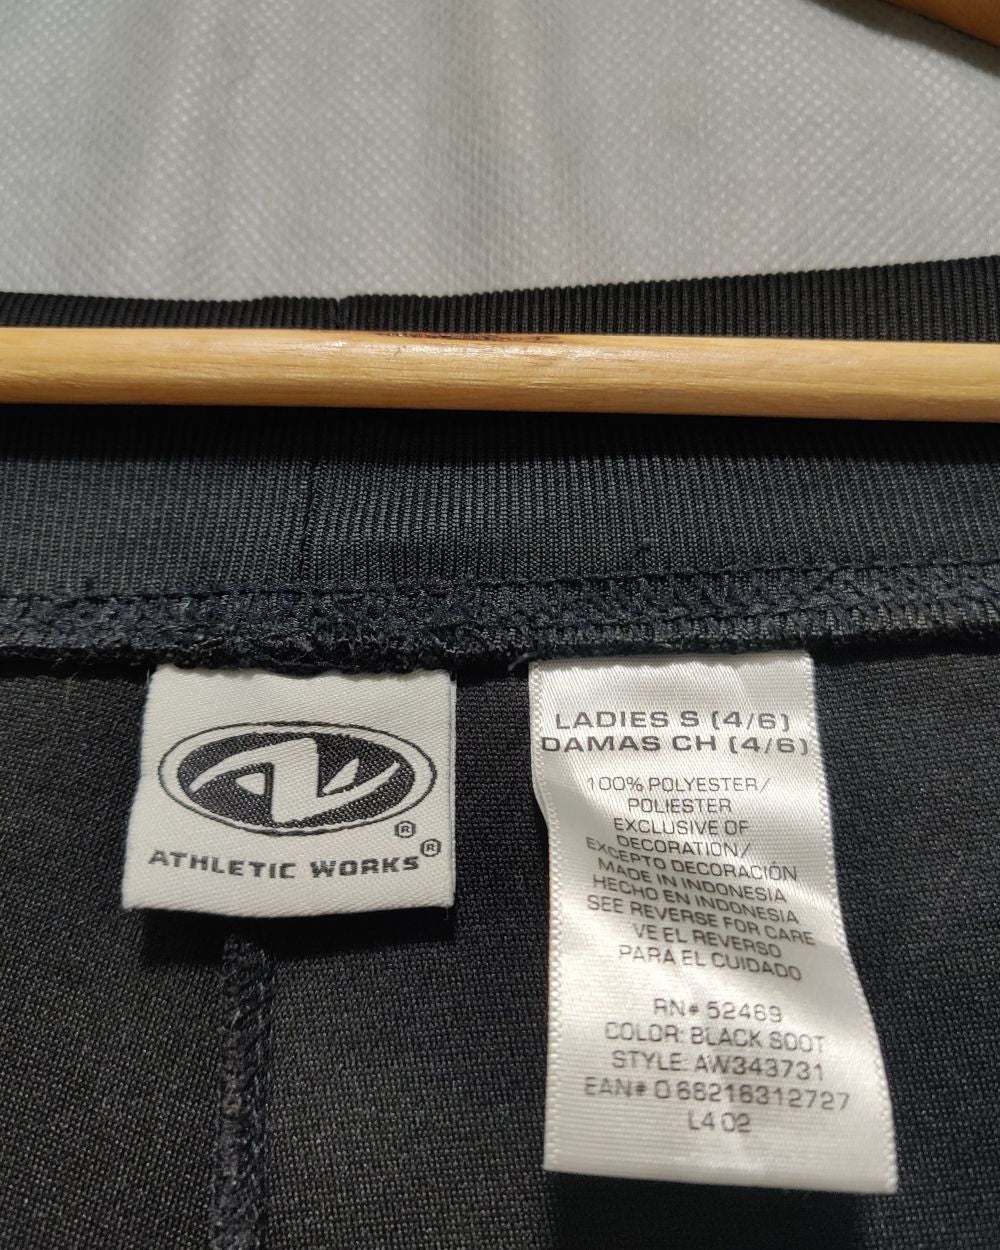 ATHLETIC WORKS®
®
LADIES S (4/6)
DAMAS CH (4/6)
100% POLYESTER/
POLIESTER
EXCLUSIVE OF
DECORATION/
EXCEPTO DECORACIÓN
MADE IN INDONESIA
HECHO EN INDONESIA
SEE REVERSE FOR CARE
VE EL REVERSO
PARA EL CUIDADO
RN# 52469
COLOR: BLACK SOOT
STYLE: AW343731
EAN# 0 66216312727
L4 02